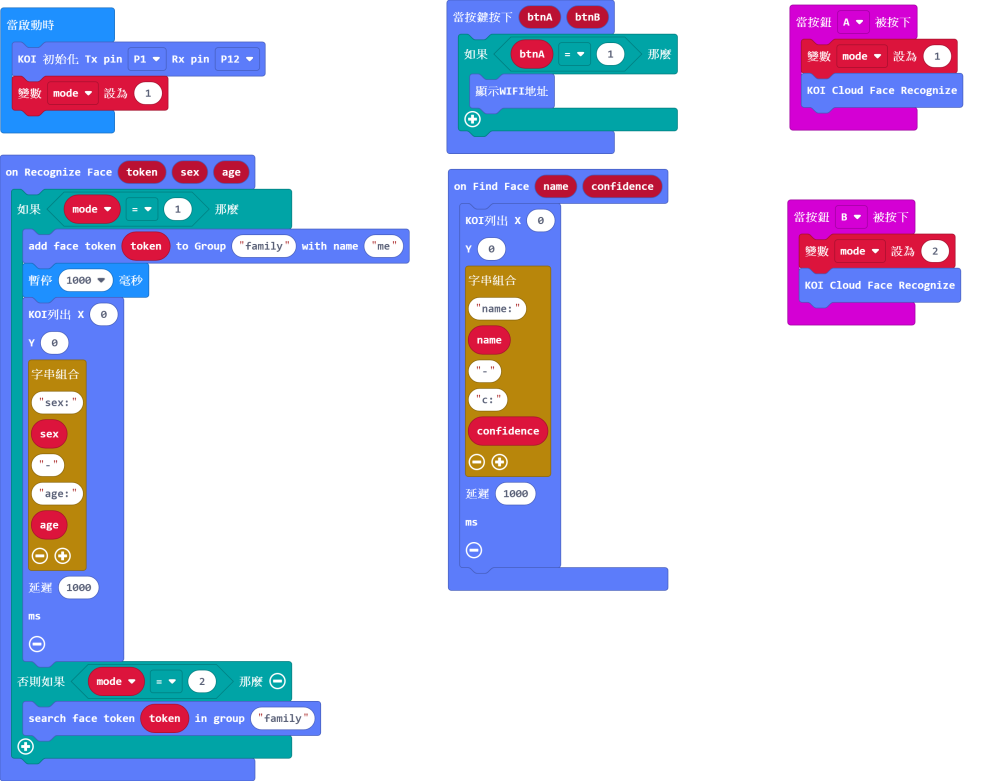 當啟動時
KOI 初始化 Tx pin P1 Rx pin P12
變數 mode 設為 1
on Recognize Face token sex age
如果 mode = 1 那麼
add face token token to Group "family" with name "me"
暫停 1000 毫秒
KOI列出 X 0
Y 0
字串組合
"sex:"
sex
"-"
"age:"
age
延遲 1000
ms
否則如果 mode = 2 那麼
search face token token in group "family"
當按鍵按下 btnA btnB
如果 btnA = 1 那麼
顯示WIFI地址
on Find Face name confidence
KOI列出 X 0
Y 0
字串組合
"name:"
name
"-"
"c:"
confidence
延遲 1000
ms
當按鈕 A 被按下
變數 mode 設為 1
KOI Cloud Face Recognize
當按鈕 B 被按下
變數 mode 設為 2
KOI Cloud Face Recognize